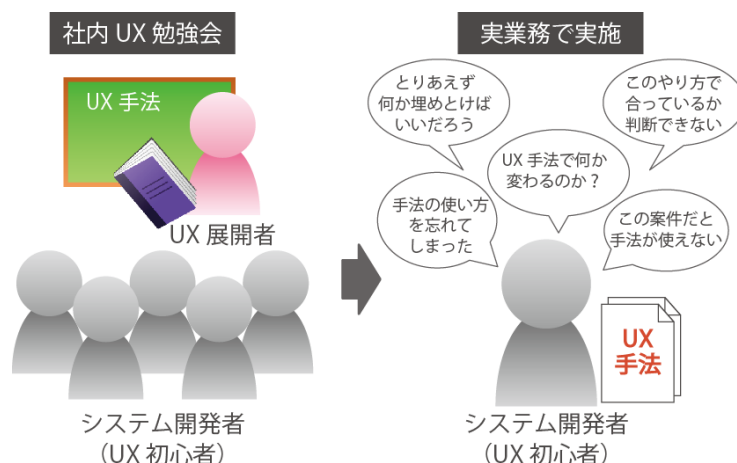 社内 UX 勉強会
UX 手法
UX 展開者
システム開発者
（UX 初心者）
実業務で実施
とりあえず
何か埋めとけば
いいだろう
このやり方で
合っているか
判断できない
UX 手法で何か
変わるのか？
手法の使い方
を忘れて
しまった
この案件だと
手法が使えない
UX
手法
システム開発者
（UX 初心者）